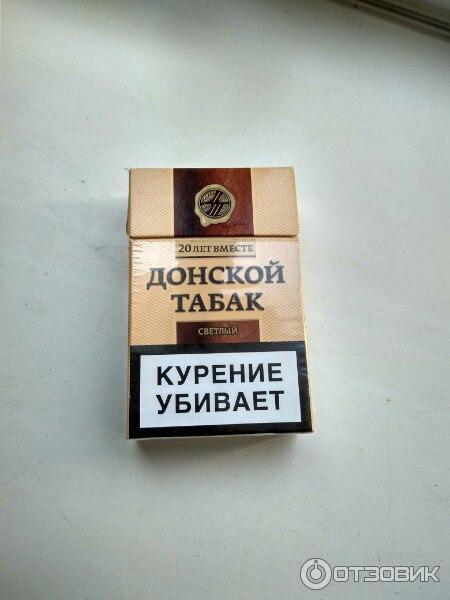 20 ЛЕТ ВМЕСТЕ
ДОНСКОЙ
ТАБАК
СВЕТЛЫЙ
КУРЕНИЕ
УБИВАЕТ
ОТЗОВИК